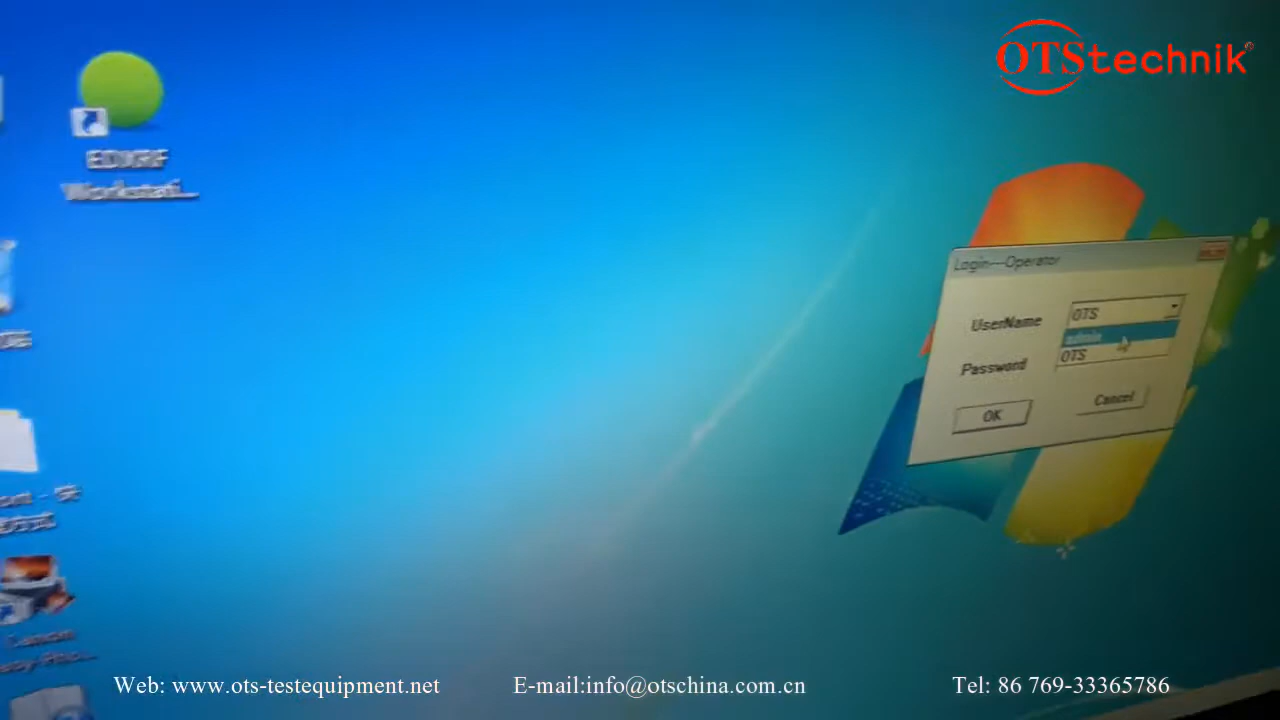 OTStechnik®
EDXRF
Workstati...
Login---Operator
UserName
OTS
admin
OTS
Password
OK
Cancel
Web: www.ots-testequipment.net
E-mail:info@otschina.com.cn
Tel: 86 769-33365786